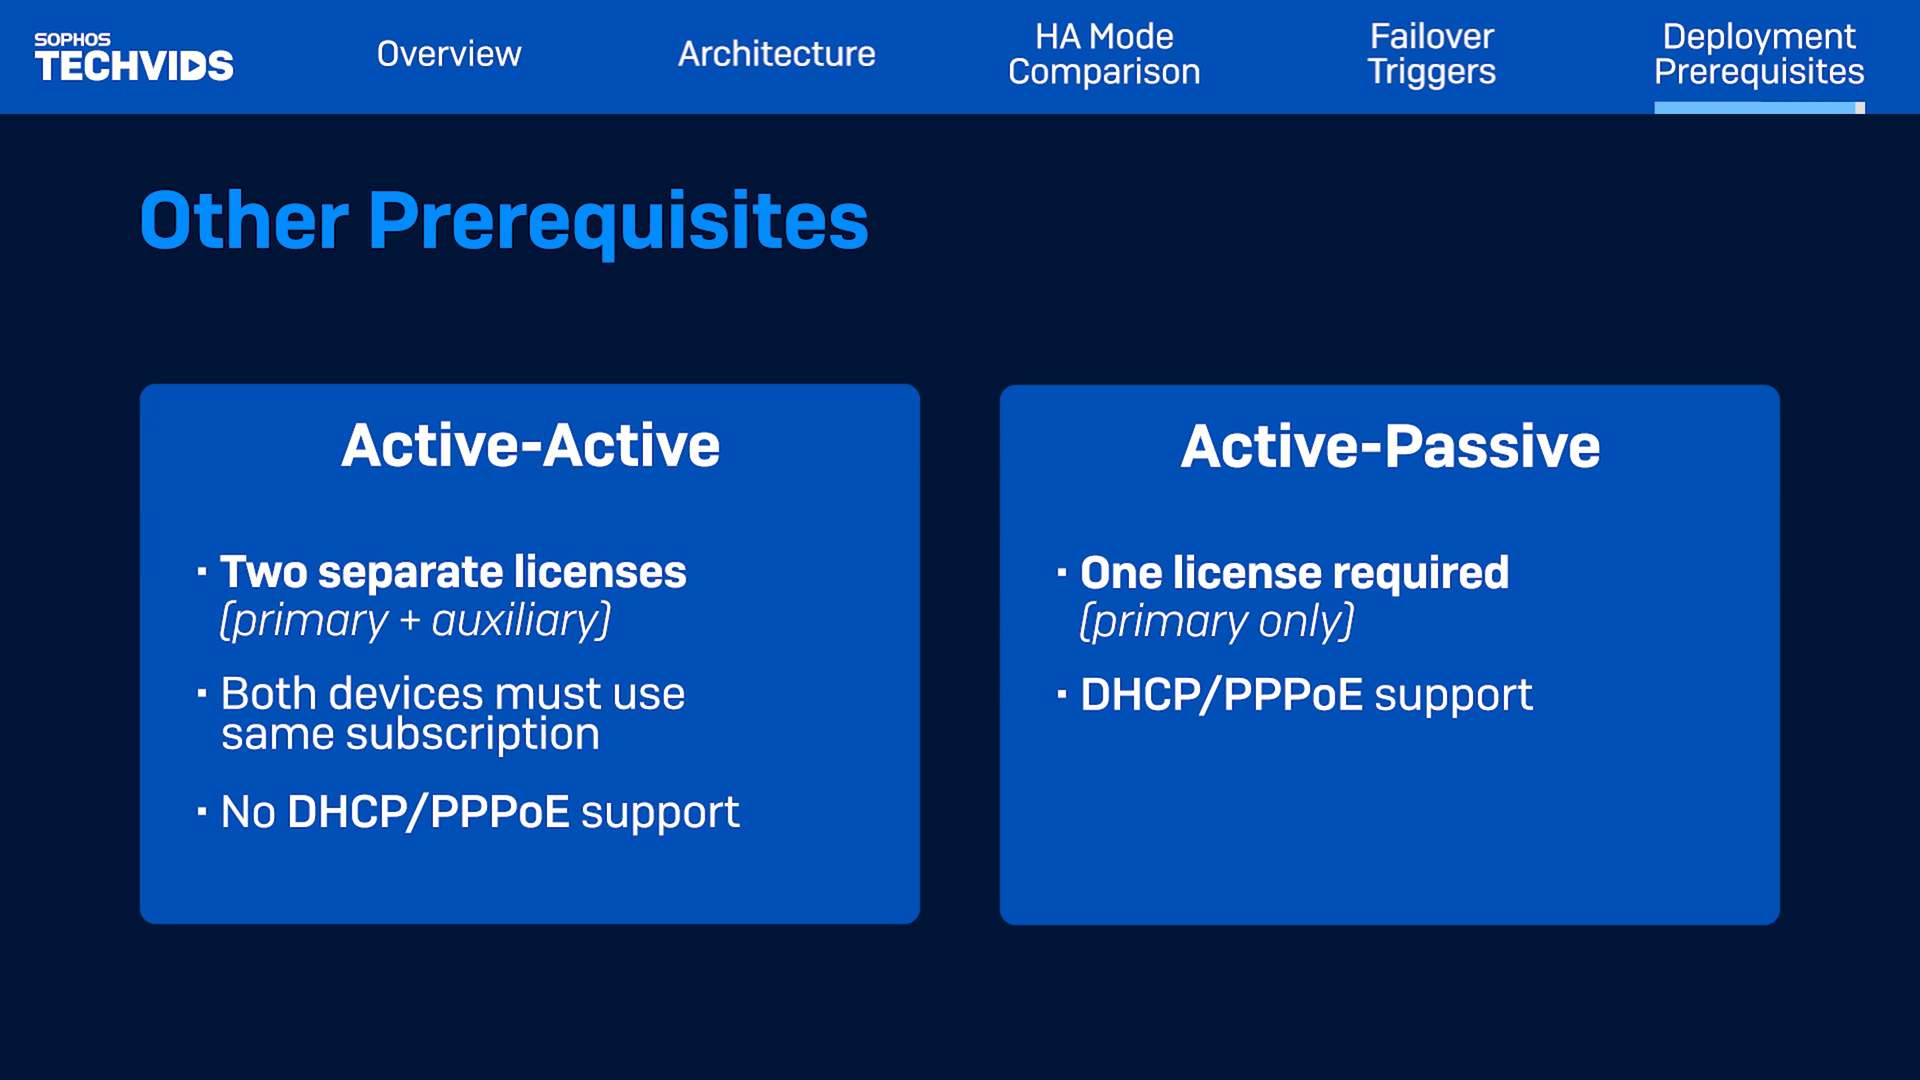 SOPHOS
TECHVIDS
Overview
Architecture
HA Mode
Comparison
Failover
Triggers
Deployment
Prerequisites
Other Prerequisites
Active-Active
· Two separate licenses
(primary + auxiliary)
· Both devices must use
same subscription
· No DHCP/PPPoE support
Active-Passive
· One license required
(primary only)
· DHCP/PPPoE support